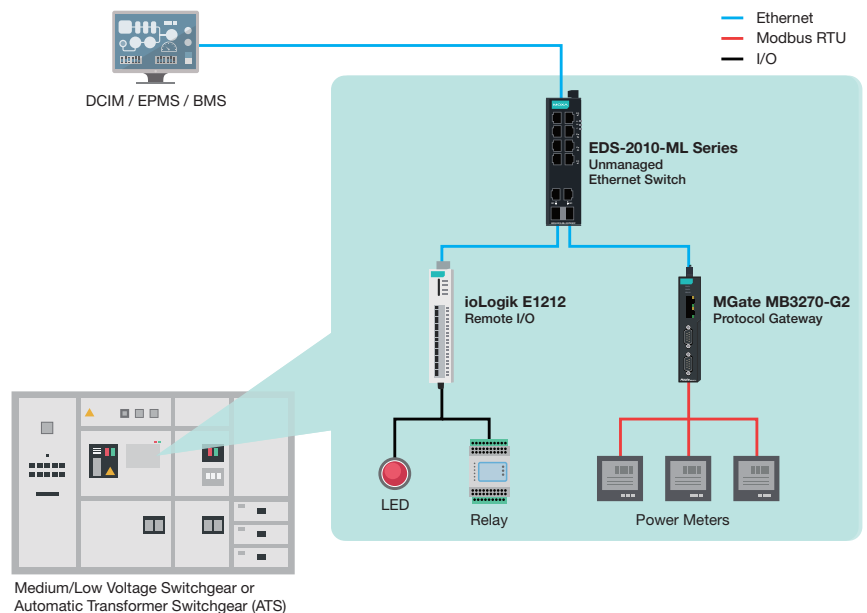 Ethernet
Modbus RTU
I/O
DCIM / EPMS / BMS
MOXA
EDS-2010-ML Series
Unmanaged
Ethernet Switch
ioLogik E1212
Remote I/O
MGate MB3270-G2
Protocol Gateway
LED
Relay
Power Meters
Medium/Low Voltage Switchgear or
Automatic Transformer Switchgear (ATS)